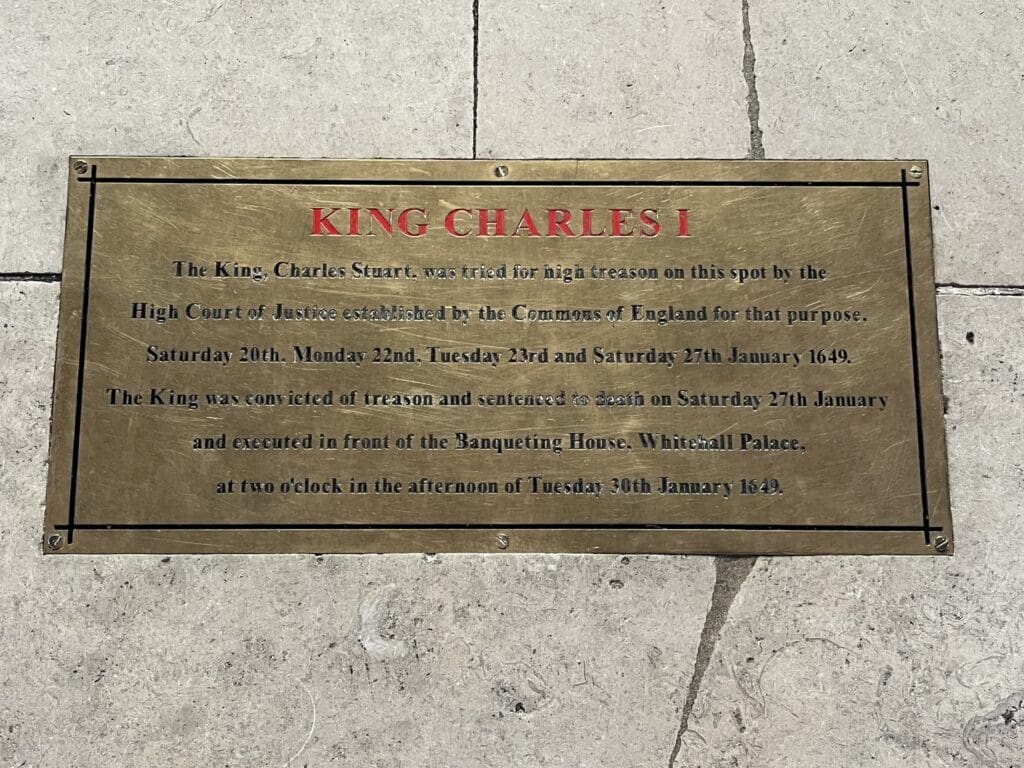 KING CHARLES I
The King, Charles Stuart, was tried for high treason on this spot by the
High Court of Justice established by the Commons of England for that purpose.
Saturday 20th. Monday 22nd, Tuesday 23rd and Saturday 27th January 1649.
The King was convicted of treason and sentenced to death on Saturday 27th January
and executed in front of the Banqueting House, Whitehall Palace,
at two o'clock in the afternoon of Tuesday 30th January 1649.